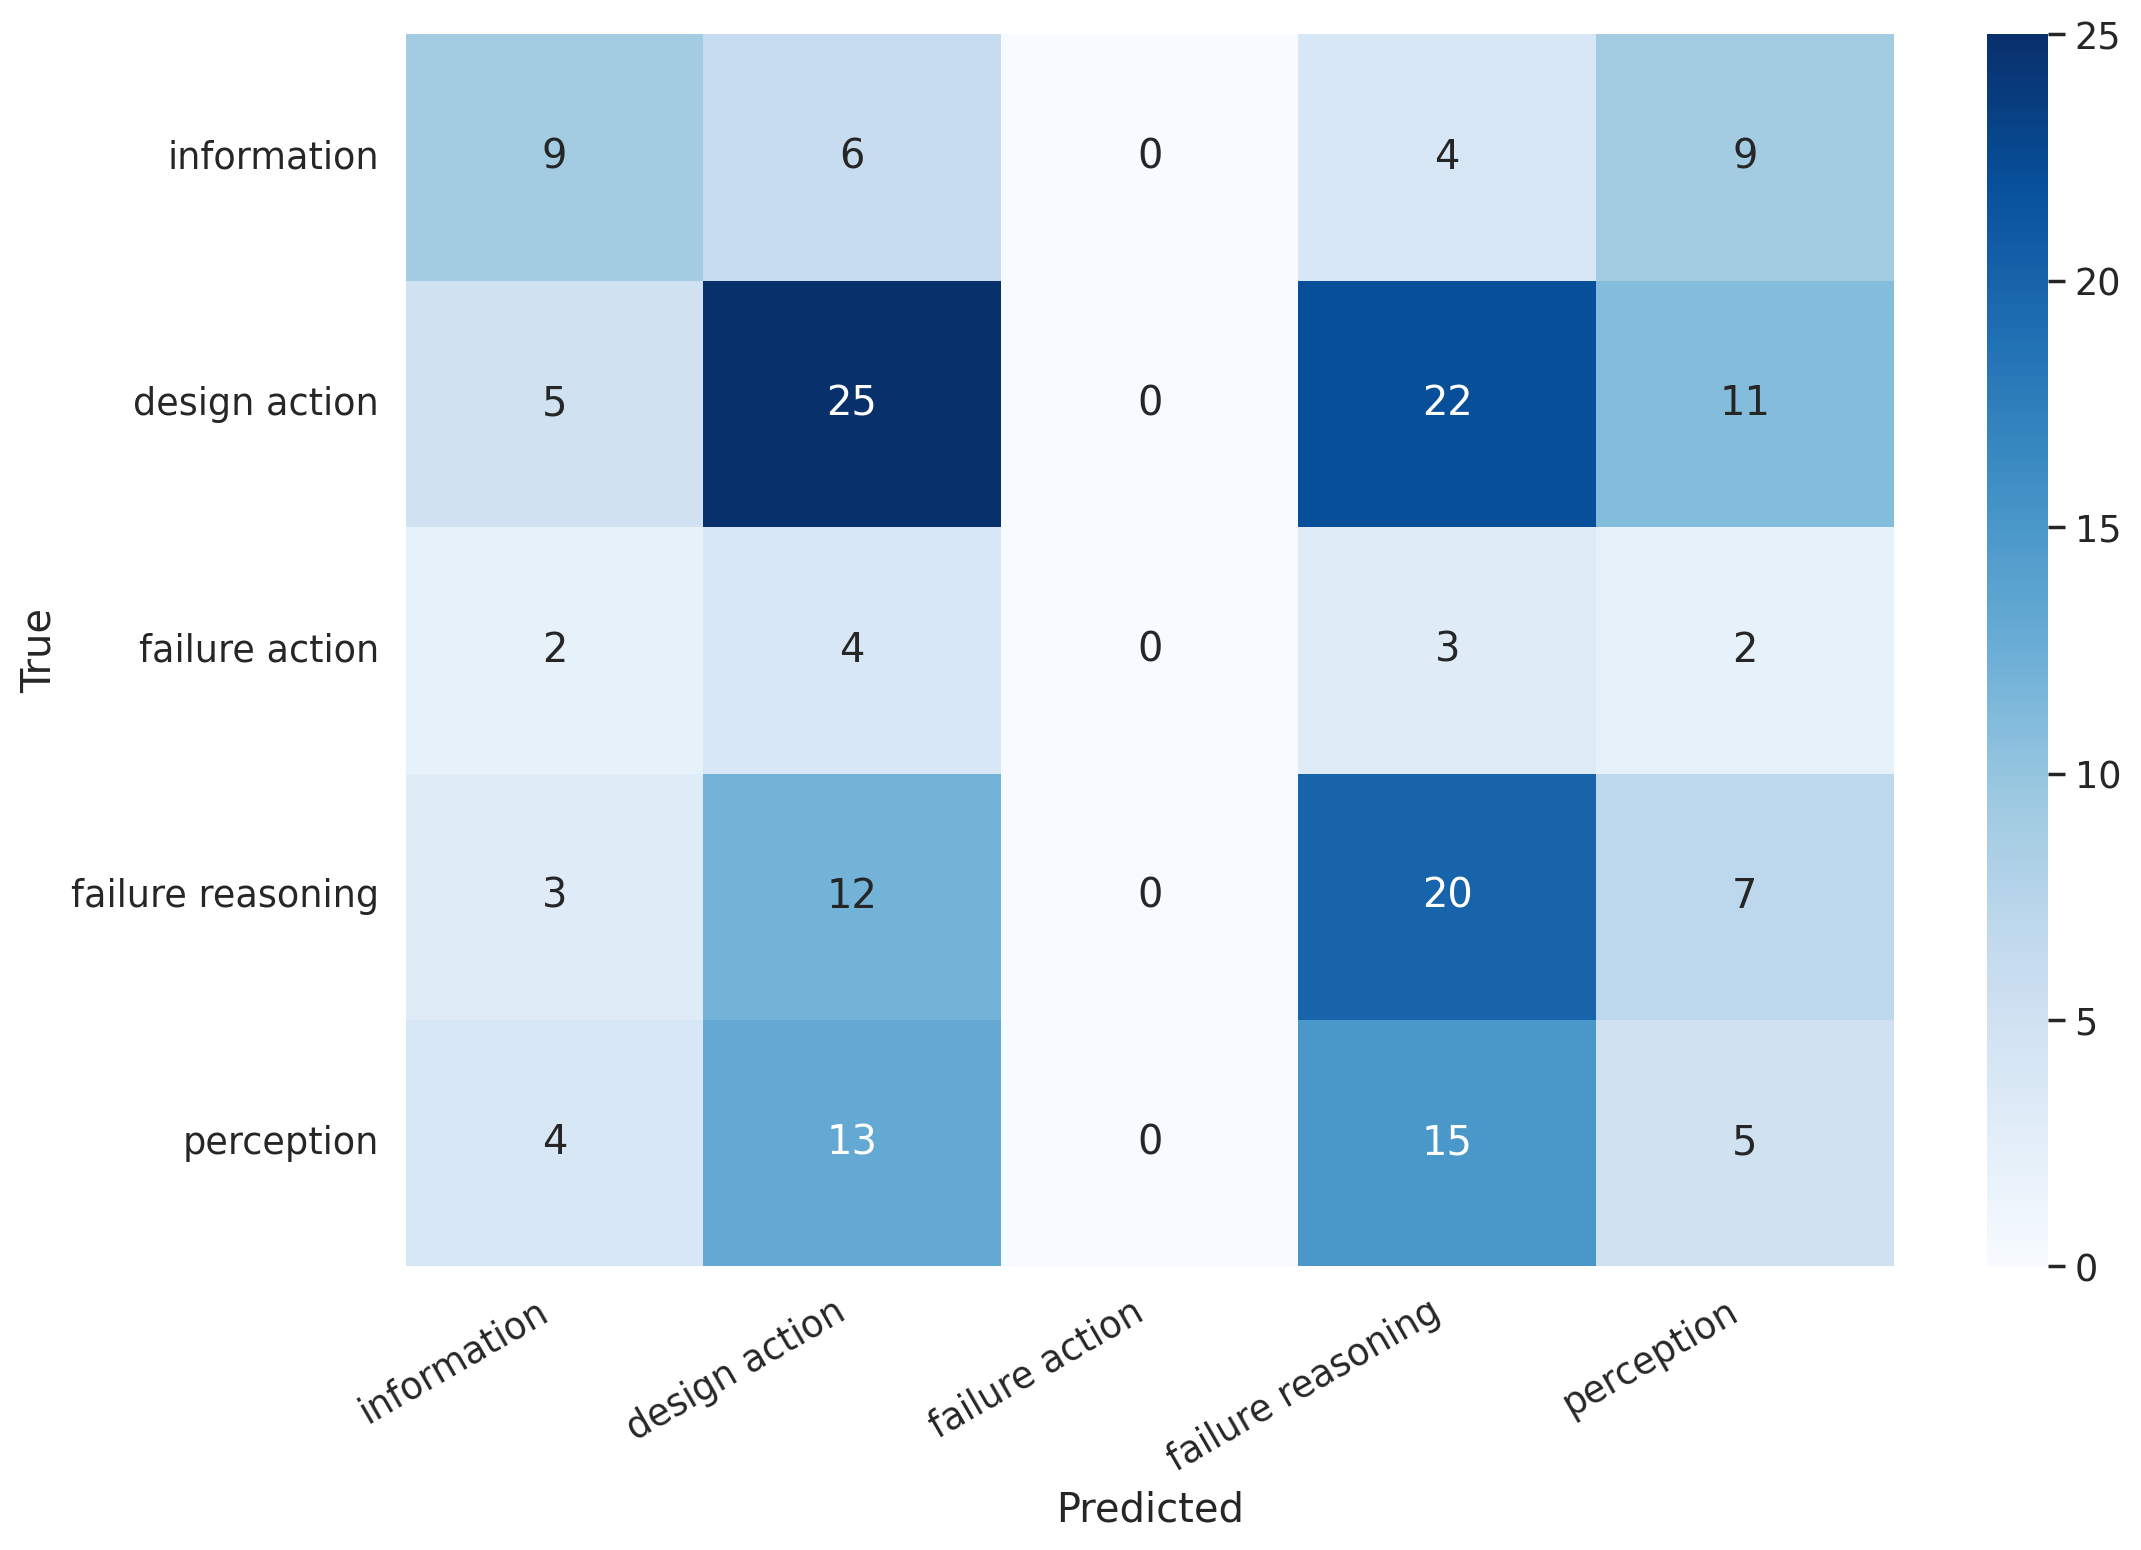 25
information 9 6 0 4 9
20
design action 5 25 0 22 11
15
True
failure action 2 4 0 3 2
10
failure reasoning 3 12 0 20 7
5
perception 4 13 0 15 5
0
information design action failure action failure reasoning perception
Predicted